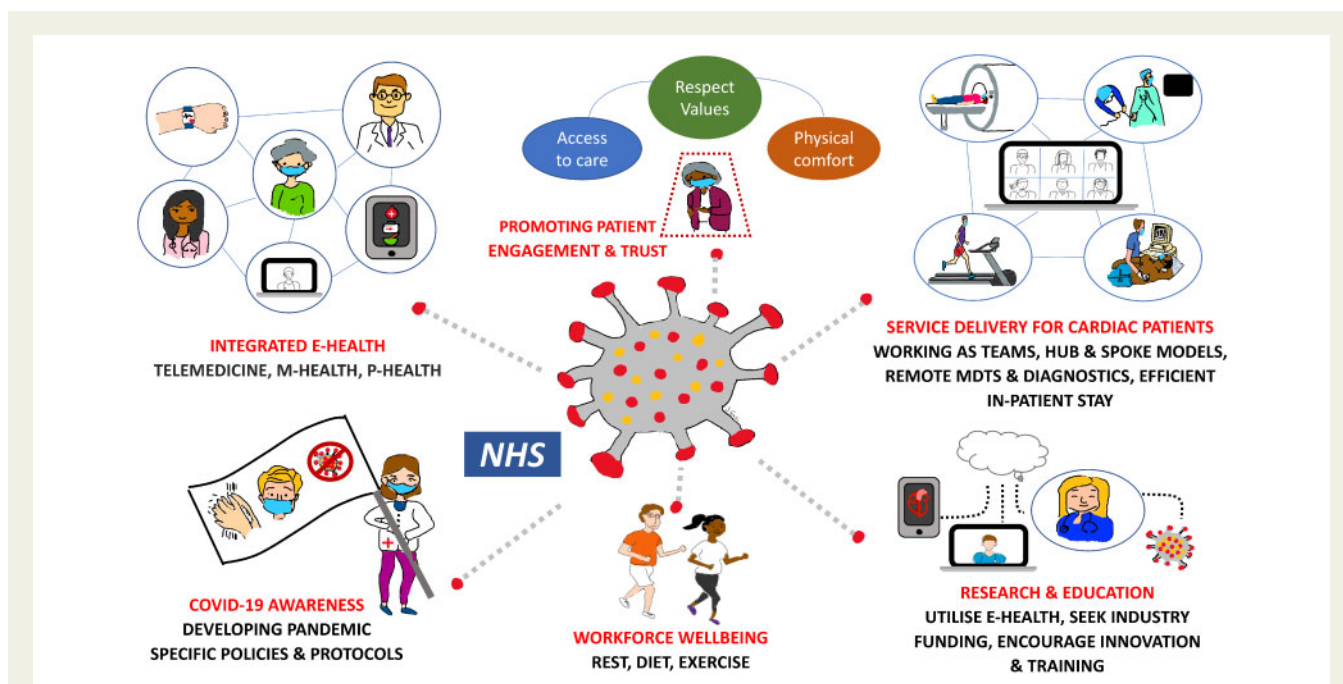 Respect
Values
Access
to care
Physical
comfort
PROMOTING PATIENT
ENGAGEMENT & TRUST
INTEGRATED E-HEALTH
TELEMEDICINE, M-HEALTH, P-HEALTH
SERVICE DELIVERY FOR CARDIAC PATIENTS
WORKING AS TEAMS, HUB & SPOKE MODELS,
REMOTE MDTS & DIAGNOSTICS, EFFICIENT
IN-PATIENT STAY
NHS
COVID-19 AWARENESS
DEVELOPING PANDEMIC
SPECIFIC POLICIES & PROTOCOLS
WORKFORCE WELLBEING
REST, DIET, EXERCISE
RESEARCH & EDUCATION
UTILISE E-HEALTH, SEEK INDUSTRY
FUNDING, ENCOURAGE INNOVATION
& TRAINING